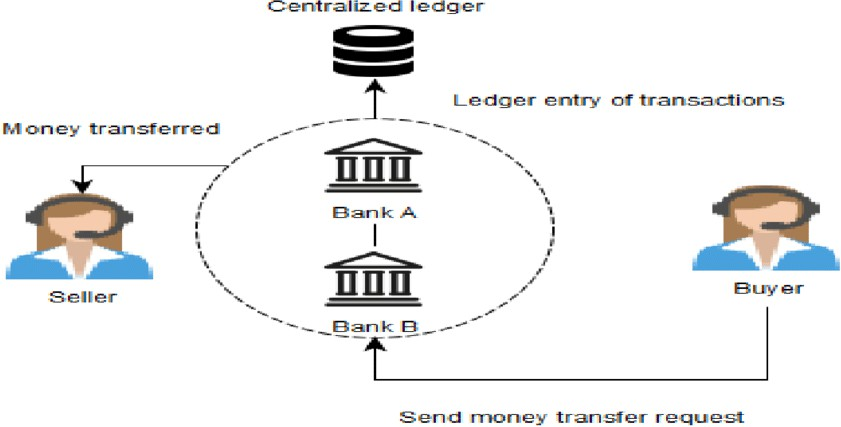 Centralized ledger
Ledger entry of transactions
Money transferred
Bank A
Seller
Buyer
Bank B
Send money transfer request